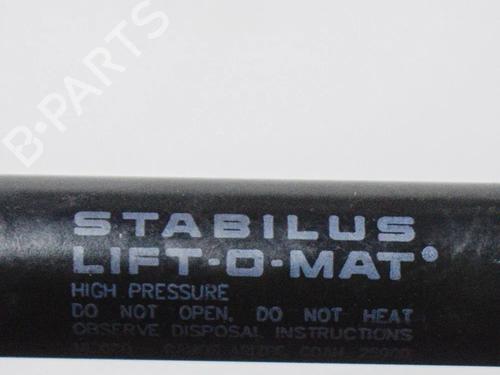 B·PARTS
STABILUS
LIFT-O-MAT®
HIGH PRESSURE
DO NOT OPEN, DO NOT HEAT
OBSERVE DISPOSAL INSTRUCTIONS